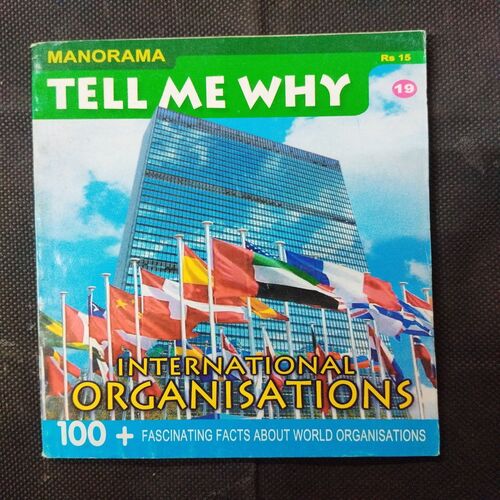 MANORAMA
Rs 15
TELL ME WHY
19
INTERNATIONAL
ORGANISATIONS
100 + FASCINATING FACTS ABOUT WORLD ORGANISATIONS